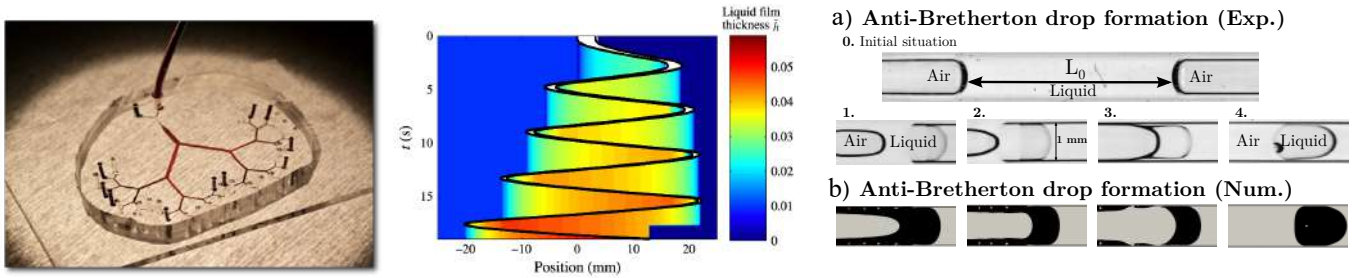 0
5
10
15
t (s)
−20
−10
0
10
20
Position (mm)
Liquid film
thickness h̃
0.05
0.04
0.03
0.02
0.01
0
a) Anti-Bretherton drop formation (Exp.)
0. Initial situation
Air
L₀
Liquid
Air
1.
2.
3.
4.
Air
Liquid
1 mm
Air
Liquid
b) Anti-Bretherton drop formation (Num.)